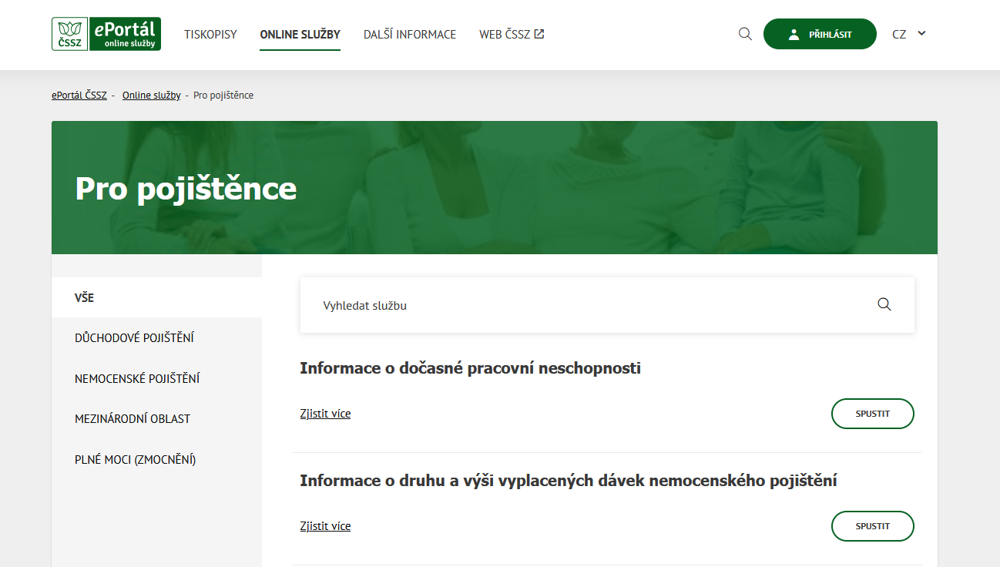 ČSSZ
ePortál
online služby
TISKOPISY
ONLINE SLUŽBY
DALŠÍ INFORMACE
WEB ČSSZ
PŘIHLÁSIT
CZ
ePortál ČSSZ - Online služby - Pro pojištěnce
Pro pojištěnce
VŠE
DŮCHODOVÉ POJIŠTĚNÍ
NEMOCENSKÉ POJIŠTĚNÍ
MEZINÁRODNÍ OBLAST
PLNÉ MOCI (ZMOCNĚNÍ)
Vyhledat službu
Informace o dočasné pracovní neschopnosti
Zjistit více
SPUSTIT
Informace o druhu a výši vyplacených dávek nemocenského pojištění
Zjistit více
SPUSTIT